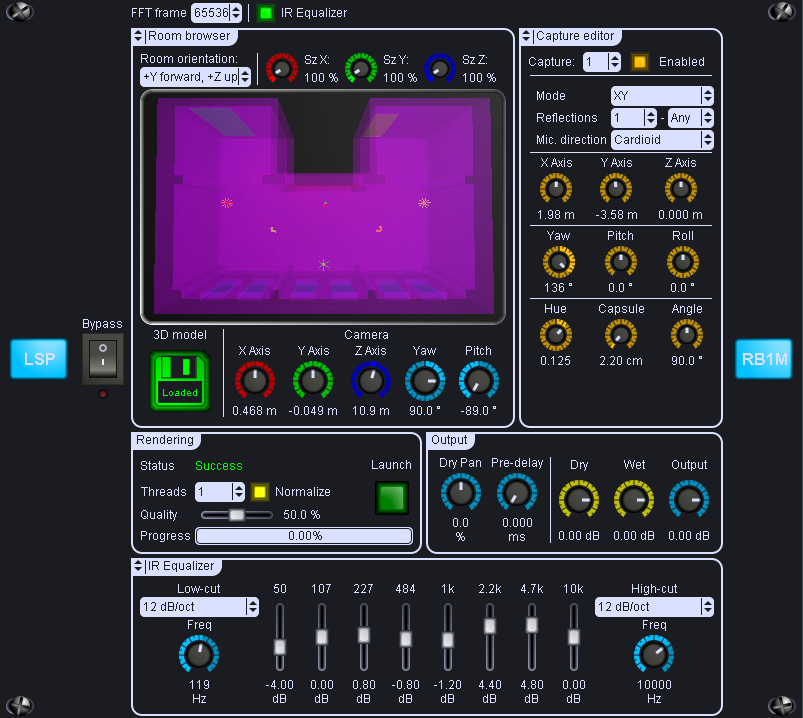 FFT frame 65536 IR Equalizer
Room browser
Room orientation:
+Y forward, +Z up
Sz X: 100 %
Sz Y: 100 %
Sz Z: 100 %
Capture editor
Capture: 1 Enabled
Mode XY
Reflections 1 - Any
Mic. direction Cardioid
X Axis Y Axis Z Axis
1.98 m -3.58 m 0.000 m
Yaw Pitch Roll
136 ° 0.0 ° 0.0 °
Hue Capsule Angle
0.125 2.20 cm 90.0 °
Bypass
LSP
RB1M
3D model
Loaded
Camera
X Axis Y Axis Z Axis Yaw Pitch
0.468 m -0.049 m 10.9 m 90.0 ° -89.0 °
Rendering
Status Success
Launch
Threads 1 Normalize
Quality 50.0 %
Progress 0.00%
Output
Dry Pan Pre-delay Dry Wet Output
0.0 0.000 0.00 dB 0.00 dB 0.00 dB
% ms
IR Equalizer
Low-cut 50 107 227 484 1k 2.2k 4.7k 10k High-cut
12 dB/oct 12 dB/oct
Freq Freq
119 -4.00 0.00 0.80 -0.80 -1.20 4.40 4.80 0.00 10000
Hz dB dB dB dB dB dB dB dB Hz